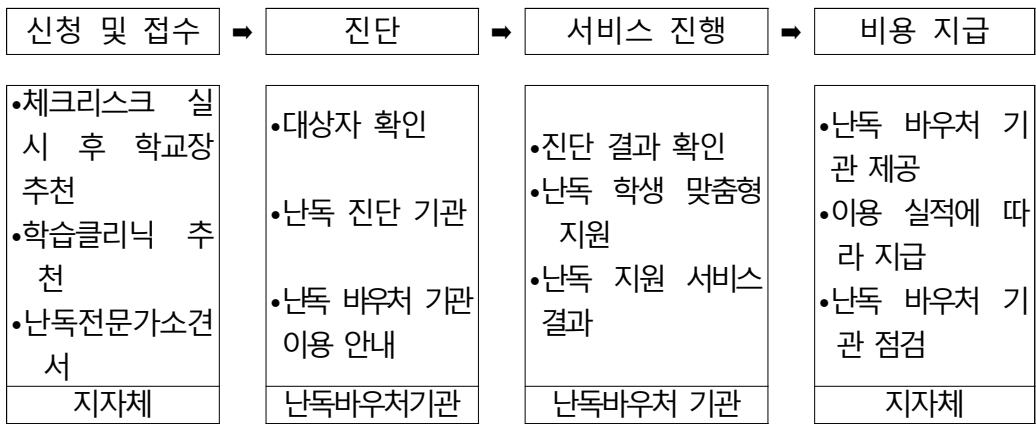 신청 및 접수 ➡ 진단 ➡ 서비스 진행 ➡ 비용 지급
•체크리스크 실
시 후 학교장
추천
•학습클리닉 추
천
•난독전문가소견
서
지자체
•대상자 확인
•난독 진단 기관
•난독 바우처 기관
이용 안내
난독바우처기관
•진단 결과 확인
•난독 학생 맞춤형
지원
•난독 지원 서비스
결과
난독바우처 기관
•난독 바우처 기
관 제공
•이용 실적에 따
라 지급
•난독 바우처 기
관 점검
지자체